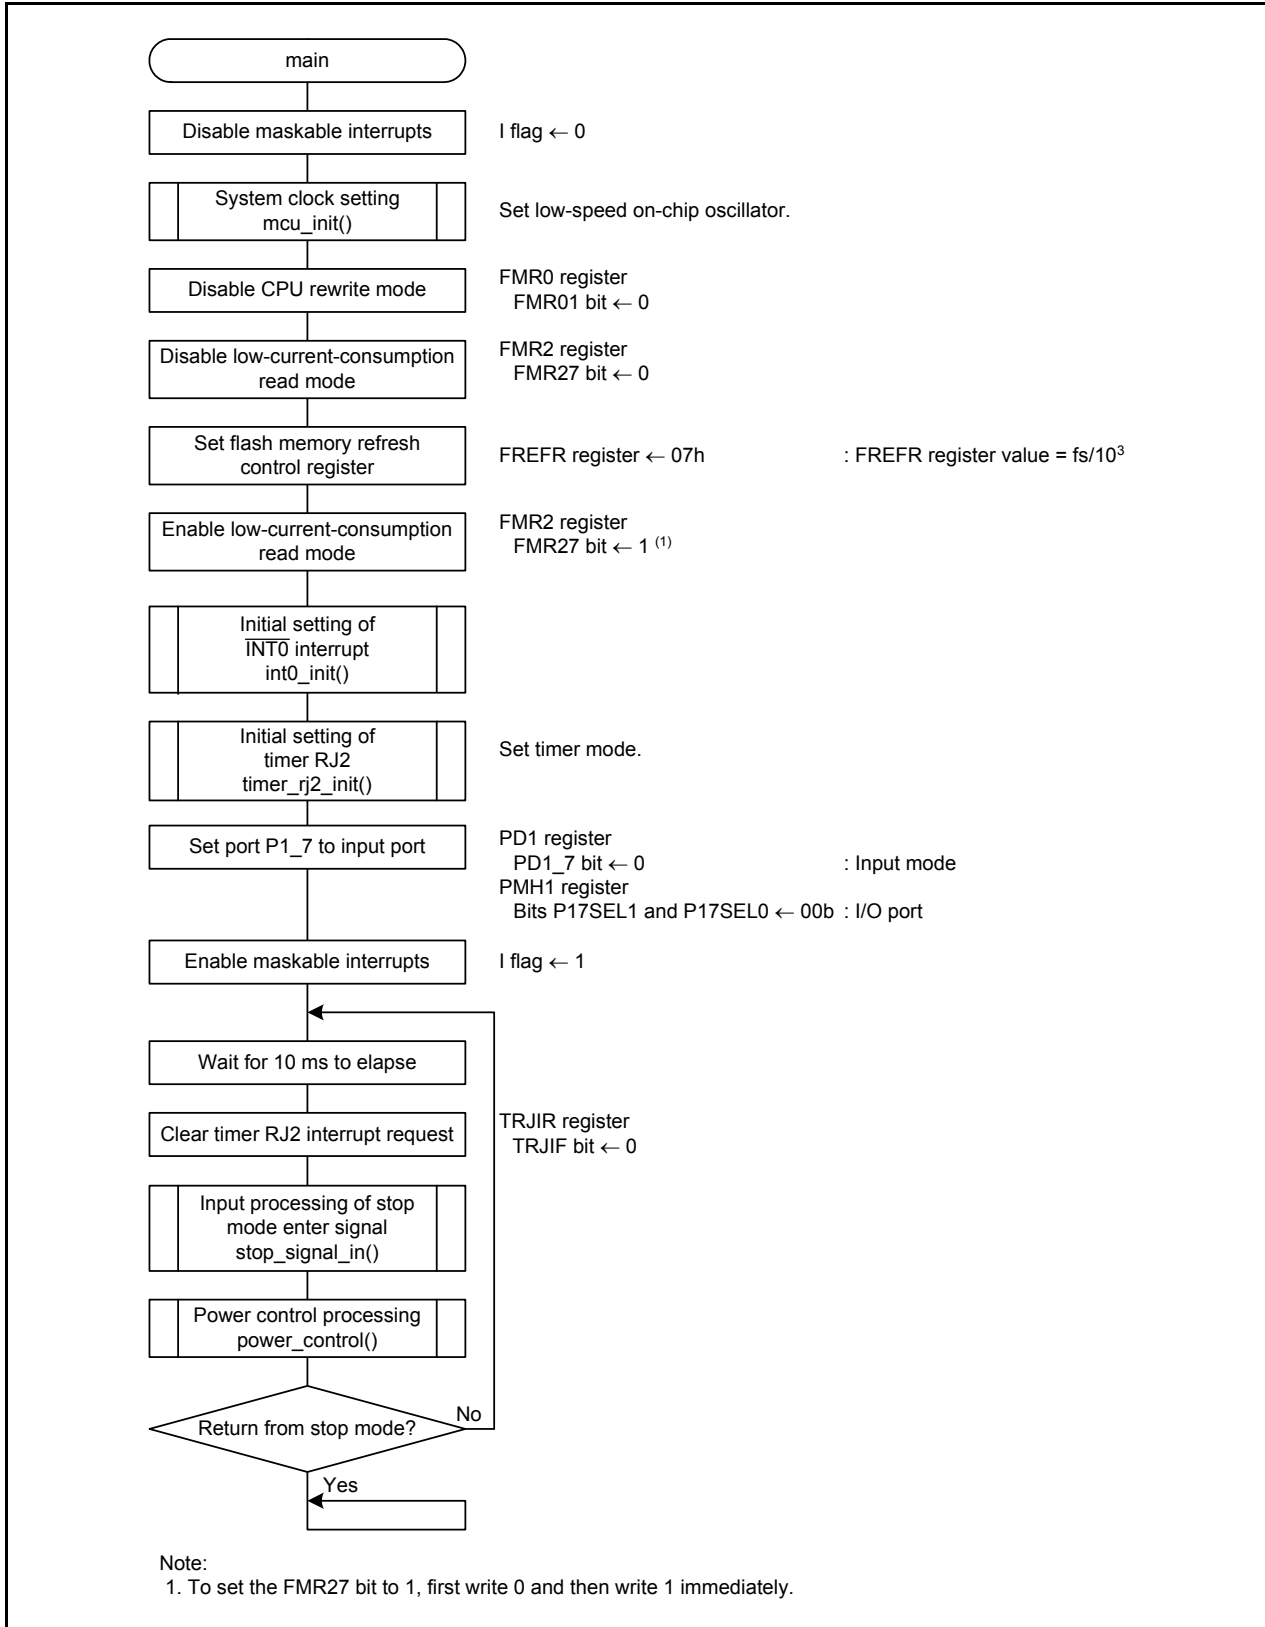 main
Disable maskable interrupts
I flag ← 0
System clock setting
mcu_init()
Set low-speed on-chip oscillator.
Disable CPU rewrite mode
FMR0 register
FMR01 bit ← 0
Disable low-current-consumption
read mode
FMR2 register
FMR27 bit ← 0
Set flash memory refresh
control register
FREFR register ← 07h : FREFR register value = fs/10³
Enable low-current-consumption
read mode
FMR2 register
FMR27 bit ← 1 (1)
Initial setting of
I̅N̅T̅0̅ interrupt
int0_init()
Initial setting of
timer RJ2
timer_rj2_init()
Set timer mode.
Set port P1_7 to input port
PD1 register
PD1_7 bit ← 0 : Input mode
PMH1 register
Bits P17SEL1 and P17SEL0 ← 00b : I/O port
Enable maskable interrupts
I flag ← 1
Wait for 10 ms to elapse
Clear timer RJ2 interrupt request
TRJIR register
TRJIF bit ← 0
Input processing of stop
mode enter signal
stop_signal_in()
Power control processing
power_control()
Return from stop mode?
No
Yes
Note:
1. To set the FMR27 bit to 1, first write 0 and then write 1 immediately.